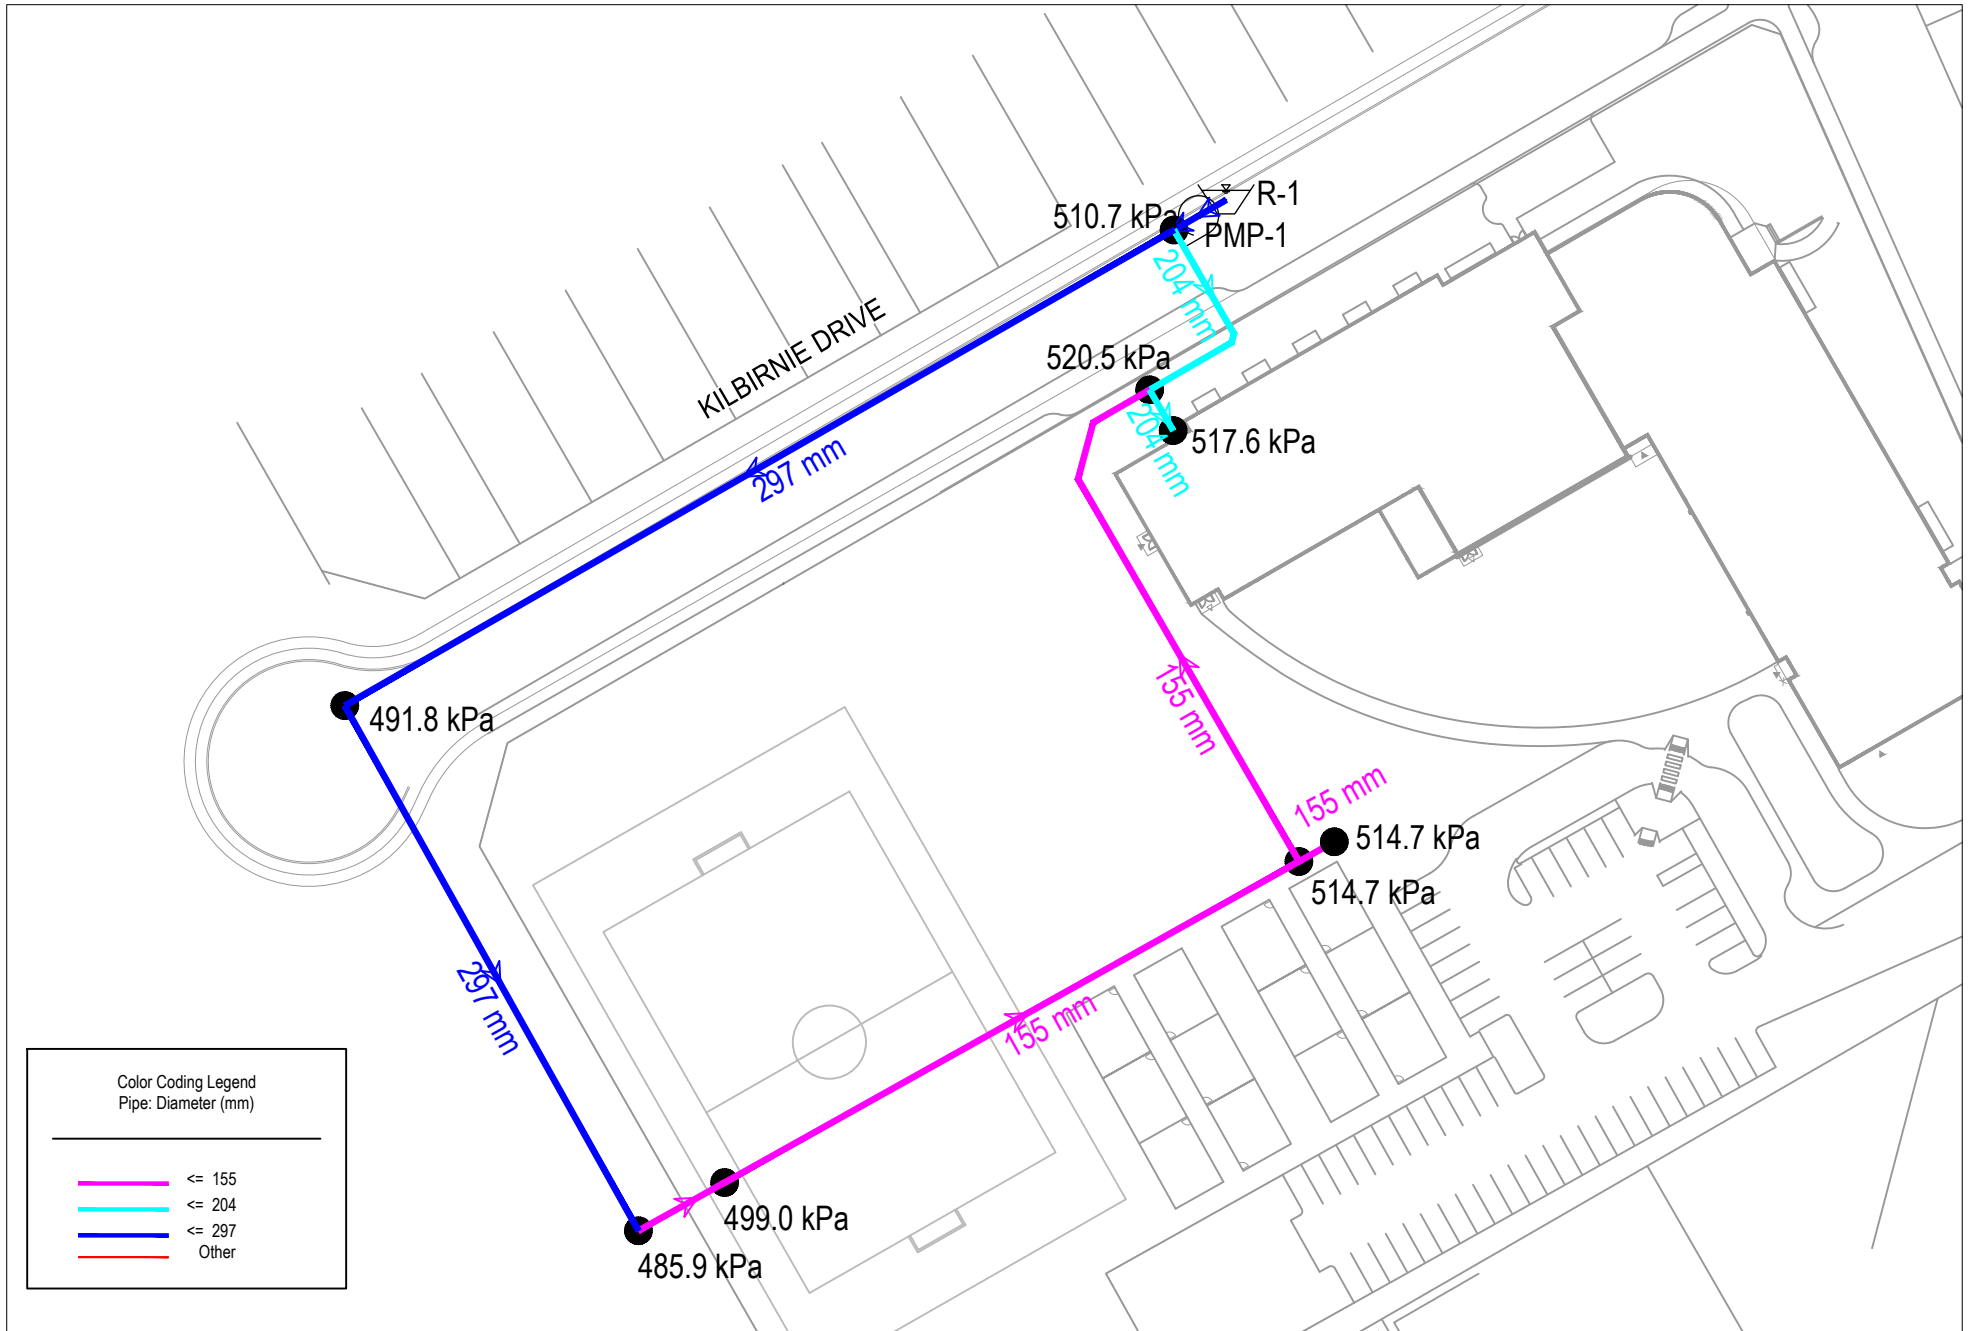 R-1
510.7 kPa
PMP-1
204 mm
KILBIRNIE DRIVE
520.5 kPa
204 mm
517.6 kPa
297 mm
155 mm
491.8 kPa
155 mm
514.7 kPa
514.7 kPa
297 mm
155 mm
499.0 kPa
485.9 kPa
Color Coding Legend
Pipe: Diameter (mm)
<= 155
<= 204
<= 297
Other